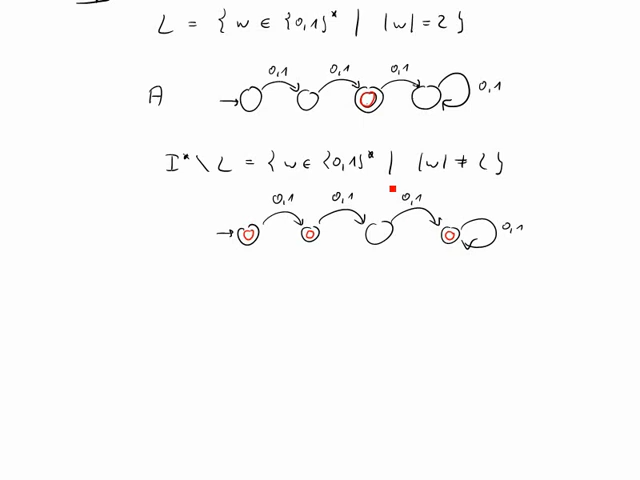 L = { w ∈ {0,1}* | |w| = 2 }
0,1 0,1 0,1 0,1
A
I* \ L = { w ∈ {0,1}* | |w| ≠ 2 }
0,1 0,1 0,1 0,1